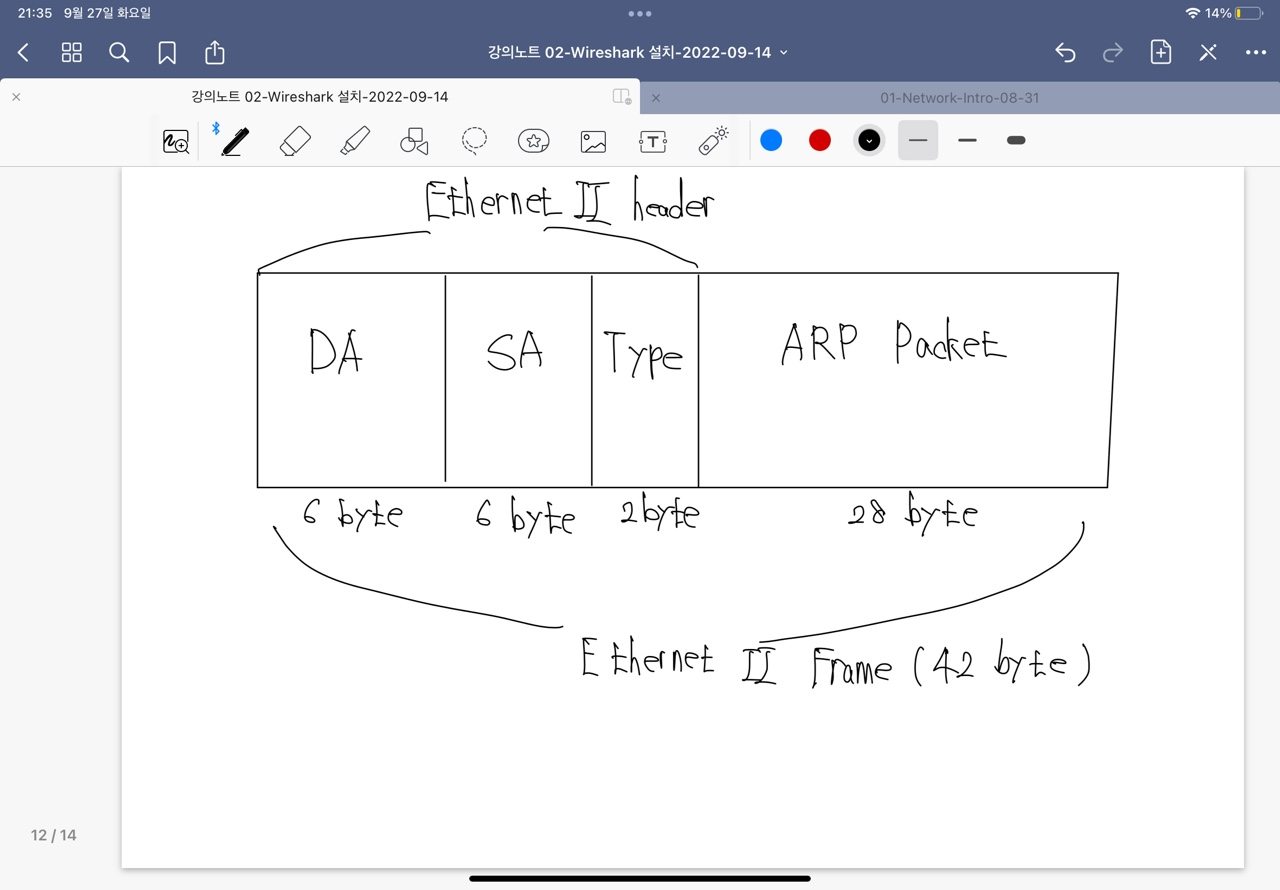 21:35 9월 27일 화요일
14%
강의노트 02-Wireshark 설치-2022-09-14
강의노트 02-Wireshark 설치-2022-09-14
01-Network-Intro-08-31
T
Ethernet II header
DA SA Type ARP Packet
6 byte 6 byte 2byte 28 byte
Ethernet II Frame (42 byte)
12 / 14